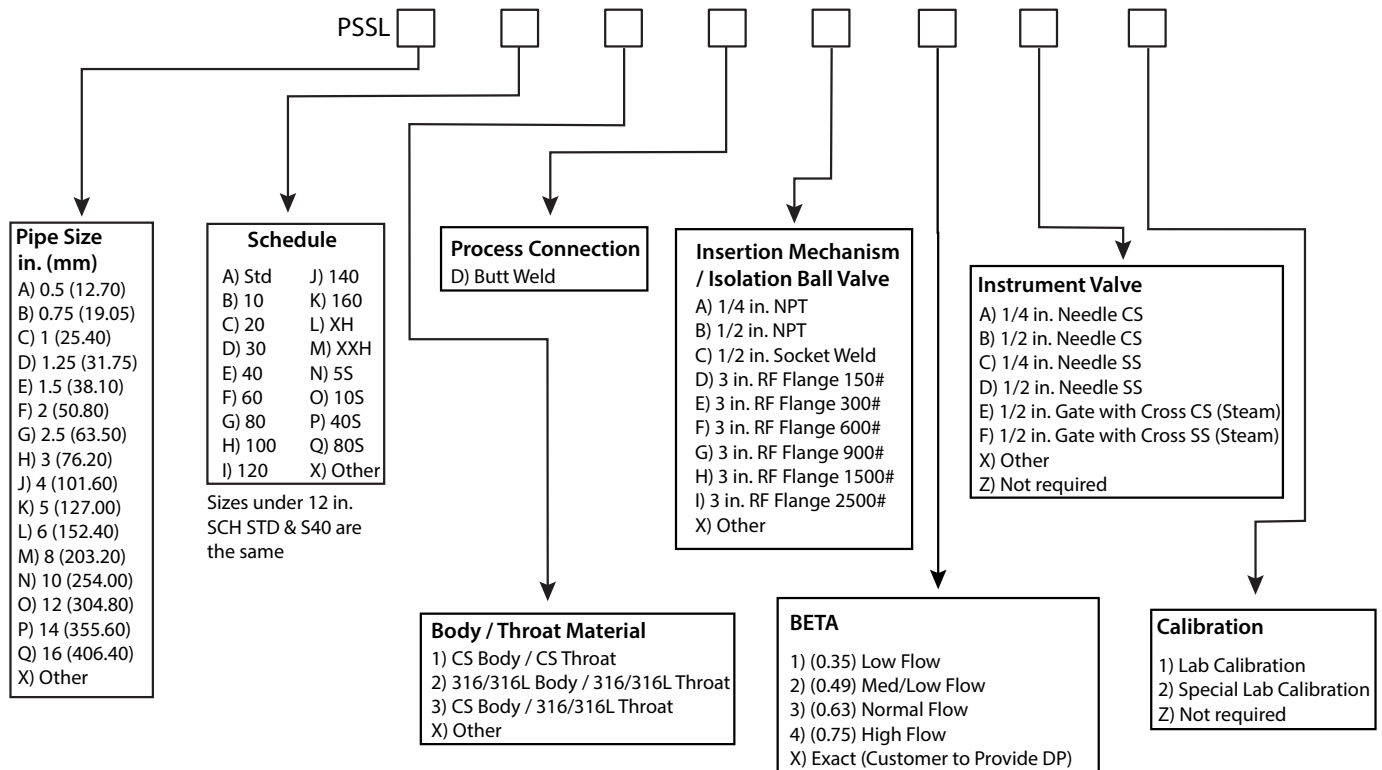 PSSL
Pipe Size
in. (mm)
A) 0.5 (12.70)
B) 0.75 (19.05)
C) 1 (25.40)
D) 1.25 (31.75)
E) 1.5 (38.10)
F) 2 (50.80)
G) 2.5 (63.50)
H) 3 (76.20)
J) 4 (101.60)
K) 5 (127.00)
L) 6 (152.40)
M) 8 (203.20)
N) 10 (254.00)
O) 12 (304.80)
P) 14 (355.60)
Q) 16 (406.40)
X) Other
Schedule
A) Std
B) 10
C) 20
D) 30
E) 40
F) 60
G) 80
H) 100
I) 120
J) 140
K) 160
L) XH
M) XXH
N) 5S
O) 10S
P) 40S
Q) 80S
X) Other
Sizes under 12 in.
SCH STD & S40 are
the same
Body / Throat Material
1) CS Body / CS Throat
2) 316/316L Body / 316/316L Throat
3) CS Body / 316/316L Throat
X) Other
Process Connection
D) Butt Weld
Insertion Mechanism
/ Isolation Ball Valve
A) 1/4 in. NPT
B) 1/2 in. NPT
C) 1/2 in. Socket Weld
D) 3 in. RF Flange 150#
E) 3 in. RF Flange 300#
F) 3 in. RF Flange 600#
G) 3 in. RF Flange 900#
H) 3 in. RF Flange 1500#
I) 3 in. RF Flange 2500#
X) Other
BETA
1) (0.35) Low Flow
2) (0.49) Med/Low Flow
3) (0.63) Normal Flow
4) (0.75) High Flow
X) Exact (Customer to Provide DP)
Instrument Valve
A) 1/4 in. Needle CS
B) 1/2 in. Needle CS
C) 1/4 in. Needle SS
D) 1/2 in. Needle SS
E) 1/2 in. Gate with Cross CS (Steam)
F) 1/2 in. Gate with Cross SS (Steam)
X) Other
Z) Not required
Calibration
1) Lab Calibration
2) Special Lab Calibration
Z) Not required